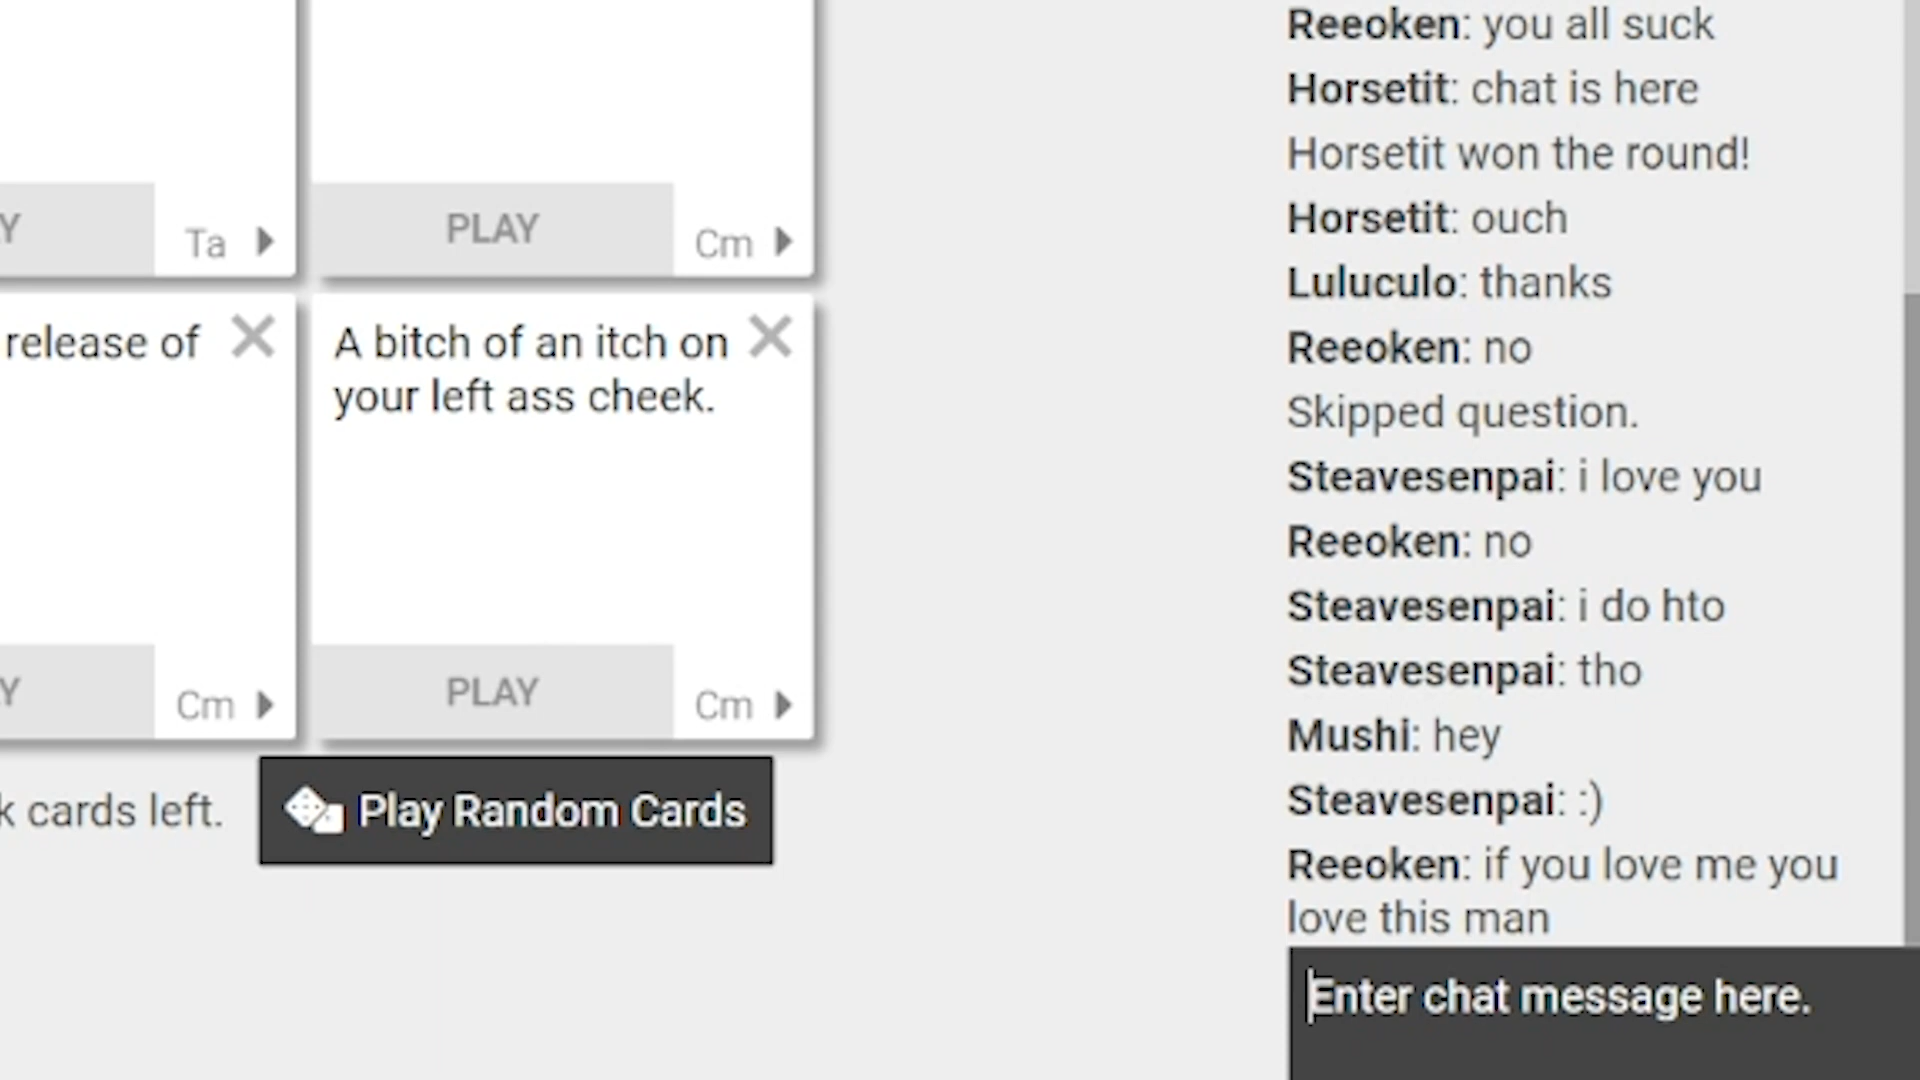 Y
Ta
PLAY
Cm
release of
A bitch of an itch on
your left ass cheek.
Y
Cm
PLAY
Cm
k cards left.
Play Random Cards
Reeoken: you all suck
Horsetit: chat is here
Horsetit won the round!
Horsetit: ouch
Luluculo: thanks
Reeoken: no
Skipped question.
Steavesenpai: i love you
Reeoken: no
Steavesenpai: i do hto
Steavesenpai: tho
Mushi: hey
Steavesenpai: :)
Reeoken: if you love me you
love this man
Enter chat message here.